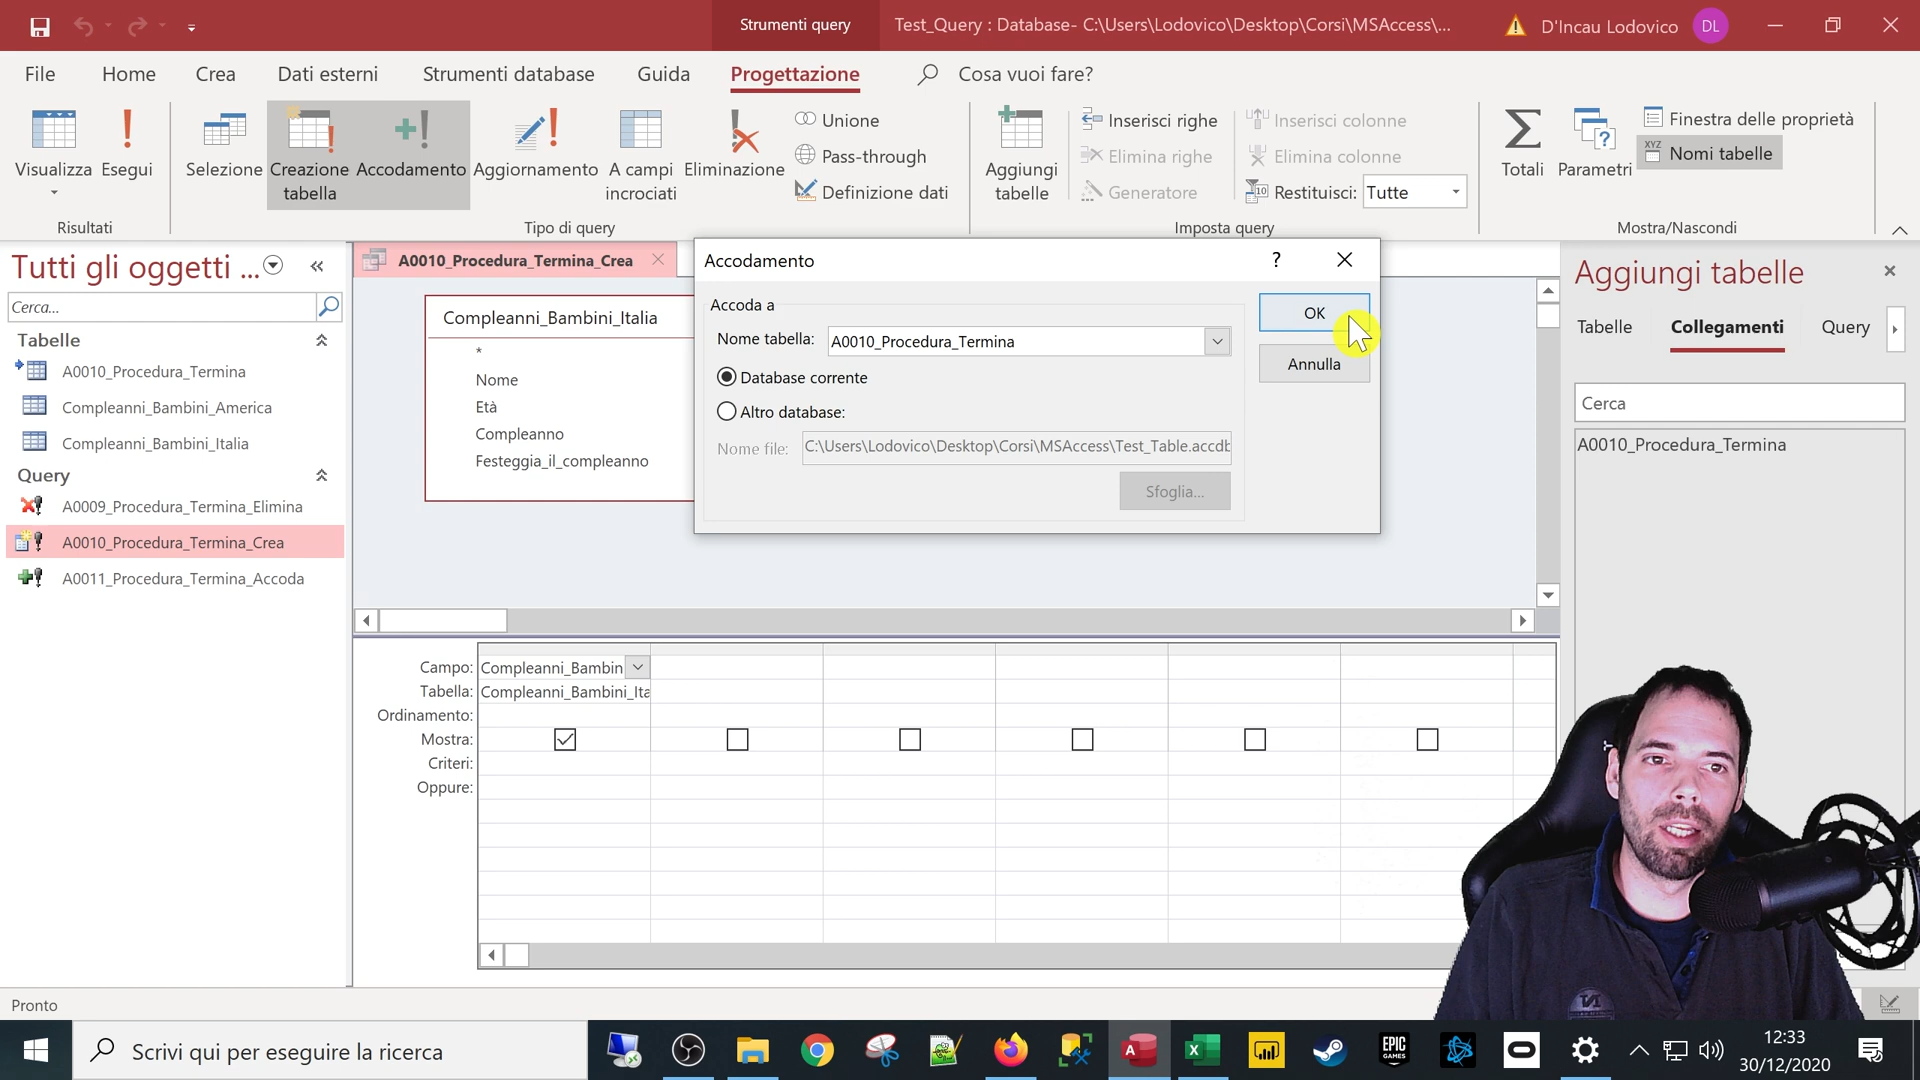 Strumenti query
Test_Query : Database- C:\Users\Lodovico\Desktop\Corsi\MSAccess\...
D'Incau Lodovico
DL
File
Home
Crea
Dati esterni
Strumenti database
Guida
Progettazione
Cosa vuoi fare?
Visualizza
Esegui
Selezione
Creazione tabella
Accodamento
Aggiornamento
A campi incrociati
Eliminazione
Unione
Pass-through
Definizione dati
Aggiungi tabelle
Inserisci righe
Elimina righe
Generatore
Inserisci colonne
Elimina colonne
Restituisci: Tutte
Totali
Parametri
Finestra delle proprietà
Nomi tabelle
Risultati
Tipo di query
Imposta query
Mostra/Nascondi
Tutti gli oggetti ...
Cerca...
Tabelle
A0010_Procedura_Termina
Compleanni_Bambini_America
Compleanni_Bambini_Italia
Query
A0009_Procedura_Termina_Elimina
A0010_Procedura_Termina_Crea
A0011_Procedura_Termina_Accoda
A0010_Procedura_Termina_Crea
Compleanni_Bambini_Italia
*
Nome
Età
Compleanno
Festeggia_il_compleanno
Accodamento
?
Accoda a
Nome tabella: A0010_Procedura_Termina
Database corrente
Altro database:
Nome file: C:\Users\Lodovico\Desktop\Corsi\MSAccess\Test_Table.accdb
Sfoglia...
OK
Annulla
Campo: Compleanni_Bambin
Tabella: Compleanni_Bambini_Ita
Ordinamento:
Mostra:
Criteri:
Oppure:
Aggiungi tabelle
Tabelle
Collegamenti
Query
Cerca
A0010_Procedura_Termina
Pronto
Scrivi qui per eseguire la ricerca
EPIC GAMES
12:33
30/12/2020